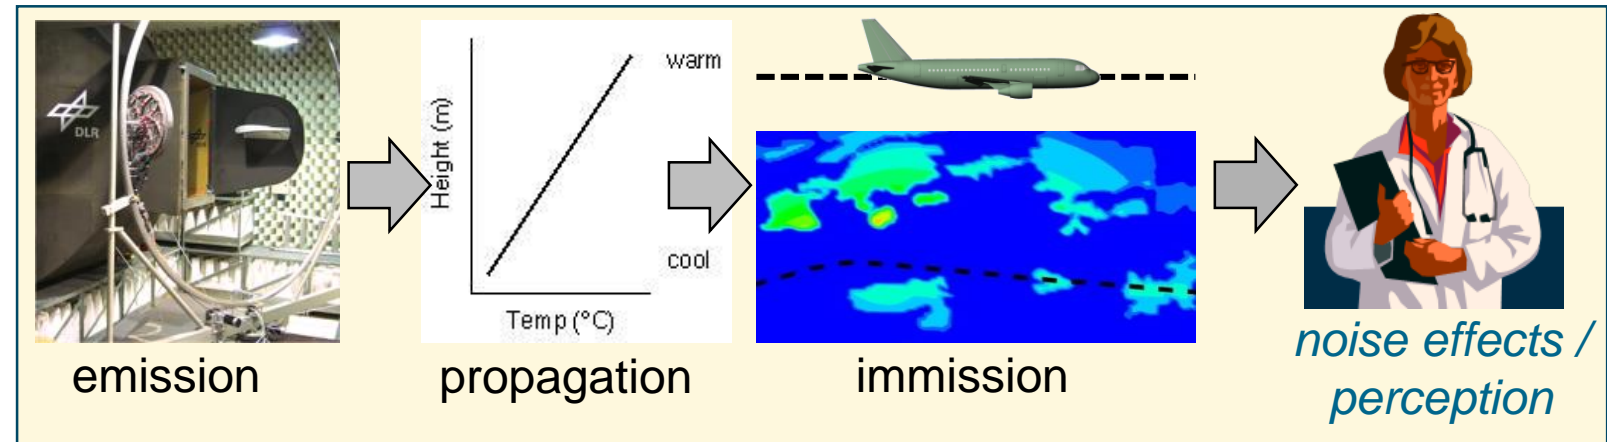 DLR
Height (m)
warm
cool
Temp (°C)
emission
propagation
immission
noise effects /
perception